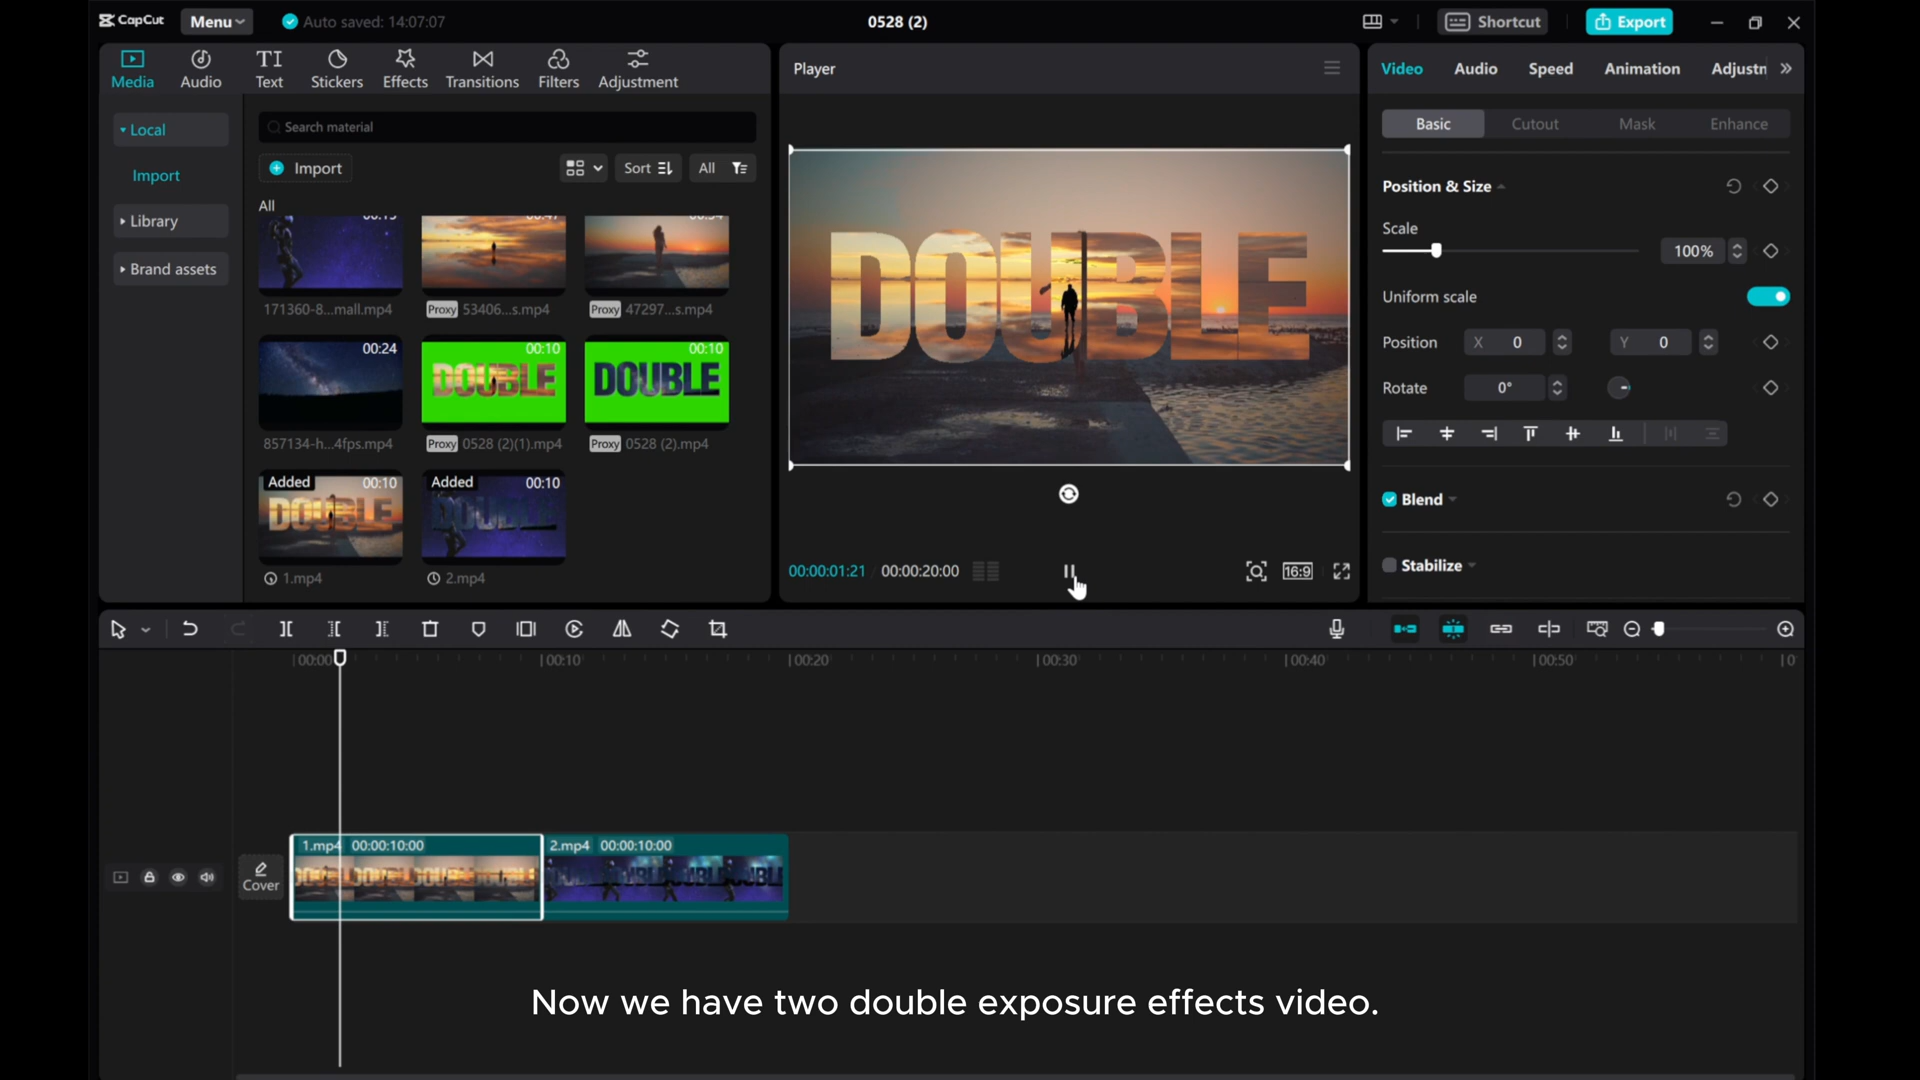 CapCut
Menu
Auto saved: 14:07:07
0528 (2)
Shortcut
Export
Media
Audio
Text
Stickers
Effects
Transitions
Filters
Adjustment
Local
Import
Library
Brand assets
Search material
Import
Sort
All
All
171360-8...mall.mp4
Proxy 53406...s.mp4
Proxy 47297...s.mp4
00:24
00:10
00:10
DOUBLE
DOUBLE
857134-h...4fps.mp4
Proxy 0528 (2)(1).mp4
Proxy 0528 (2).mp4
Added 00:10
Added 00:10
DOUBLE
DOUBLE
1.mp4
2.mp4
Player
DOUBLE
00:00:01:21
00:00:20:00
16:9
Video
Audio
Speed
Animation
Adjustn
Basic
Cutout
Mask
Enhance
Position & Size
Scale
100%
Uniform scale
Position
X 0
Y 0
Rotate
0°
Blend
Stabilize
00:00
00:10
00:20
00:30
00:40
00:50
Cover
1.mp4 00:00:10:00
2.mp4 00:00:10:00
Now we have two double exposure effects video.